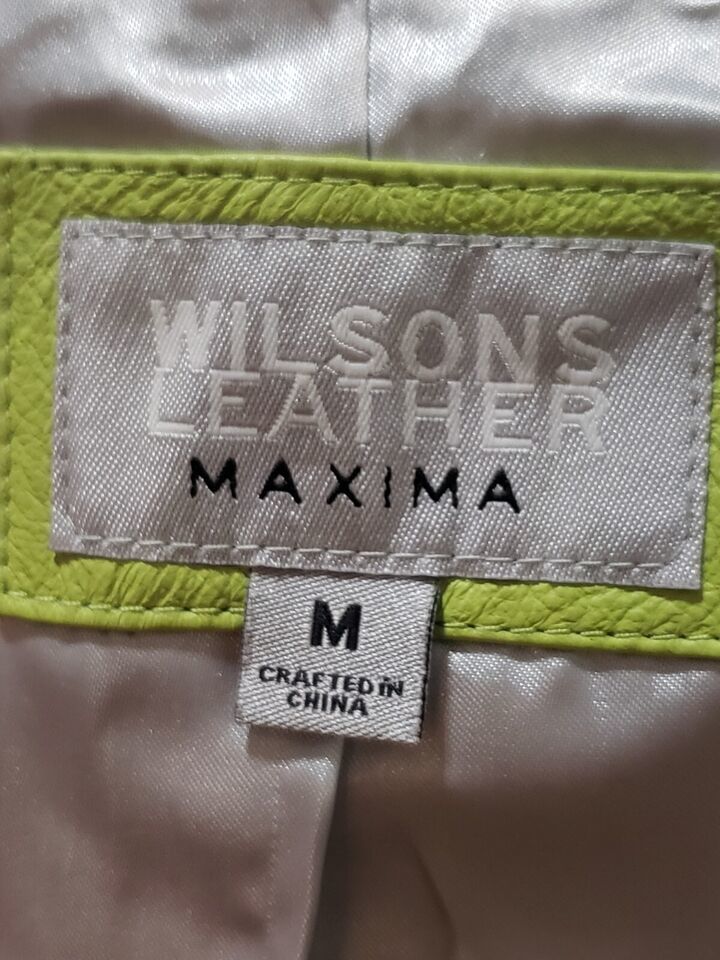 WILSONS
LEATHER
MAXIMA
M
CRAFTED IN
CHINA